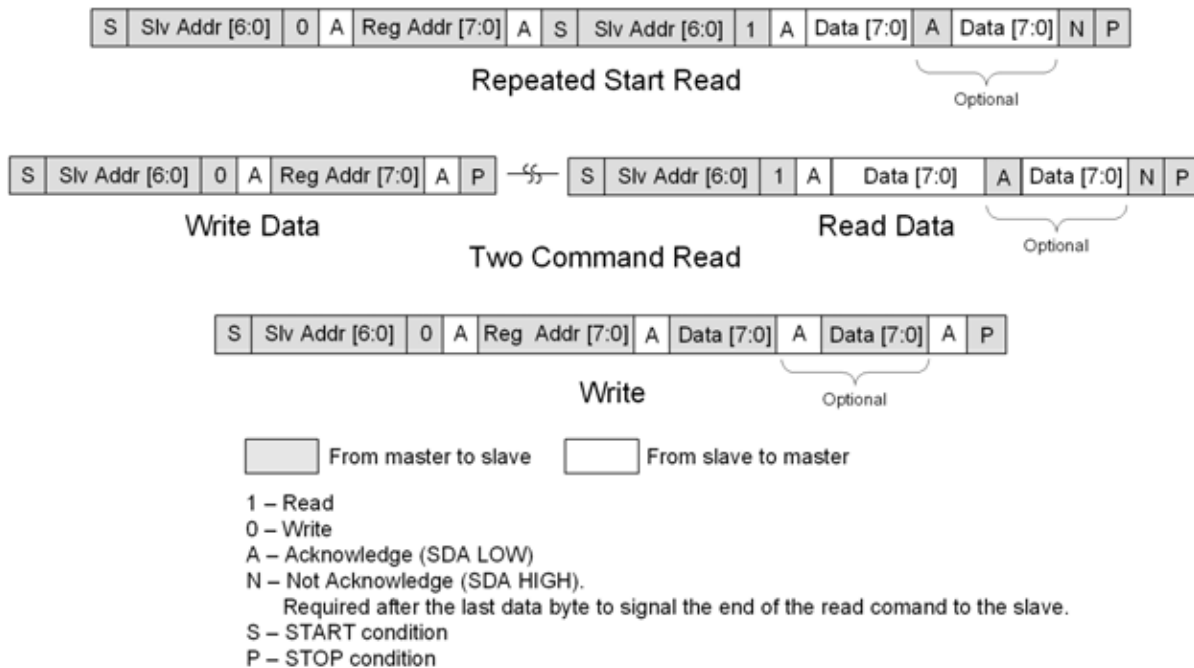 S Slv Addr [6:0] 0 A Reg Addr [7:0] A S Slv Addr [6:0] 1 A Data [7:0] A Data [7:0] N P
Repeated Start Read
Optional
S Slv Addr [6:0] 0 A Reg Addr [7:0] A P
S Slv Addr [6:0] 1 A Data [7:0] A Data [7:0] N P
Write Data
Read Data
Optional
Two Command Read
S Slv Addr [6:0] 0 A Reg Addr [7:0] A Data [7:0] A Data [7:0] A P
Write
Optional
From master to slave
From slave to master
1 – Read
0 – Write
A – Acknowledge (SDA LOW)
N – Not Acknowledge (SDA HIGH).
Required after the last data byte to signal the end of the read comand to the slave.
S – START condition
P – STOP condition